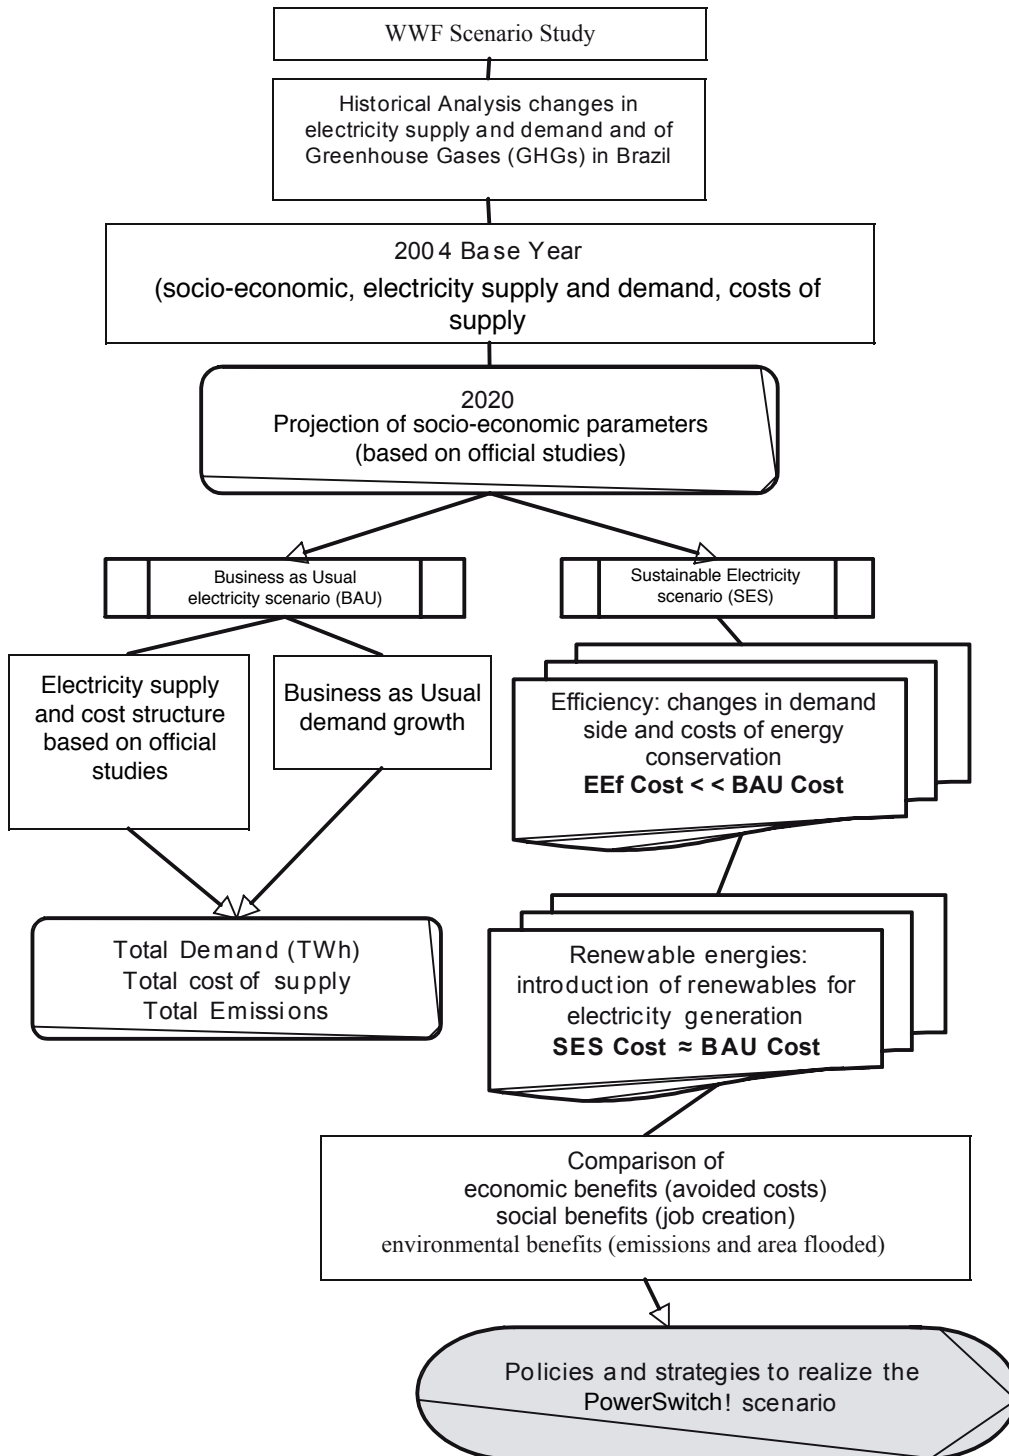 WWF Scenario Study
Historical Analysis changes in
electricity supply and demand and of
Greenhouse Gases (GHGs) in Brazil
2004 Base Year
(socio-economic, electricity supply and demand, costs of
supply
2020
Projection of socio-economic parameters
(based on official studies)
Business as Usual
electricity scenario (BAU)
Sustainable Electricity
scenario (SES)
Electricity supply
and cost structure
based on official
studies
Business as Usual
demand growth
Efficiency: changes in demand
side and costs of energy
conservation
EEf Cost < < BAU Cost
Total Demand (TWh)
Total cost of supply
Total Emissions
Renewable energies:
introduction of renewables for
electricity generation
SES Cost ≈ BAU Cost
Comparison of
economic benefits (avoided costs)
social benefits (job creation)
environmental benefits (emissions and area flooded)
Policies and strategies to realize the
PowerSwitch! scenario